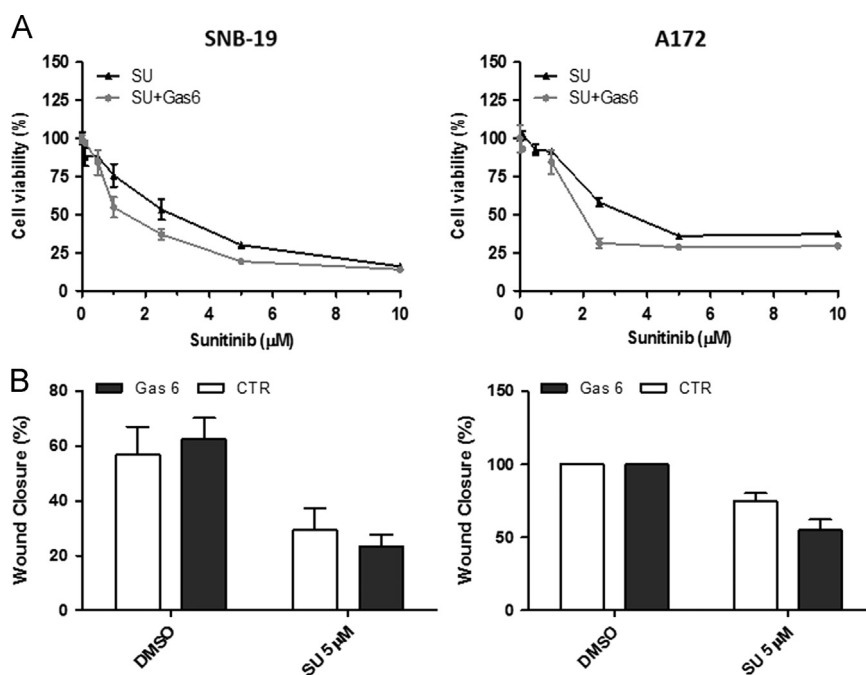 A
SNB-19
150
125
100
75
50
25
0
Cell viability (%)
SU
SU+Gas6
0
2
4
6
8
10
Sunitinib (µM)
A172
150
125
100
75
50
25
0
Cell viability (%)
SU
SU+Gas6
0
2
4
6
8
10
Sunitinib (µM)
B
Gas 6
CTR
80
60
40
20
0
Wound Closure (%)
DMSO
SU 5 µM
Gas 6
CTR
150
100
50
0
Wound Closure (%)
DMSO
SU 5 µM